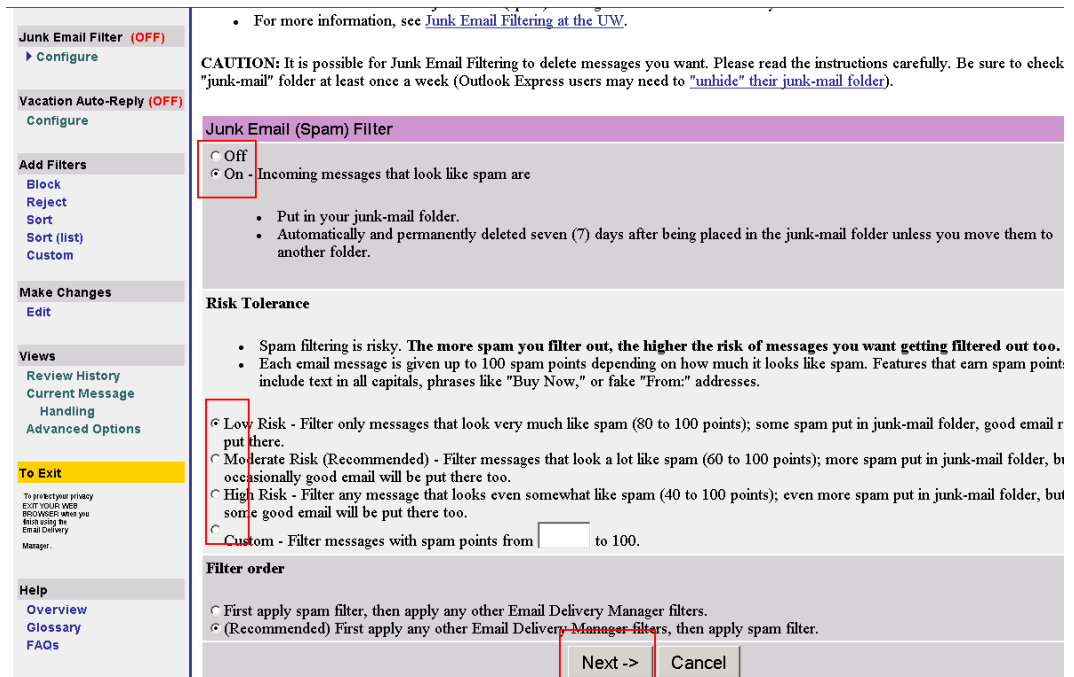 For more information, see Junk Email Filtering at the UW.
Junk Email Filter (OFF)
Configure
CAUTION: It is possible for Junk Email Filtering to delete messages you want. Please read the instructions carefully. Be sure to check
"junk-mail" folder at least once a week (Outlook Express users may need to "unhide" their junk-mail folder).
Vacation Auto-Reply (OFF)
Configure
Add Filters
Block
Reject
Sort
Sort (list)
Custom
Make Changes
Edit
Views
Review History
Current Message
Handling
Advanced Options
To Exit
To protect your privacy
EXIT YOUR WEB
BROWSER when you
finish using the
Email Delivery
Manager.
Help
Overview
Glossary
FAQs
Junk Email (Spam) Filter
Off
On - Incoming messages that look like spam are
Put in your junk-mail folder.
Automatically and permanently deleted seven (7) days after being placed in the junk-mail folder unless you move them to
another folder.
Risk Tolerance
Spam filtering is risky. The more spam you filter out, the higher the risk of messages you want getting filtered out too.
Each email message is given up to 100 spam points depending on how much it looks like spam. Features that earn spam point
include text in all capitals, phrases like "Buy Now," or fake "From:" addresses.
Low Risk - Filter only messages that look very much like spam (80 to 100 points); some spam put in junk-mail folder, good email
put there.
Moderate Risk (Recommended) - Filter messages that look a lot like spam (60 to 100 points); more spam put in junk-mail folder,
occasionally good email will be put there too.
High Risk - Filter any message that looks even somewhat like spam (40 to 100 points); even more spam put in junk-mail folder, but
some good email will be put there too.
Custom - Filter messages with spam points from to 100.
Filter order
First apply spam filter, then apply any other Email Delivery Manager filters.
(Recommended) First apply any other Email Delivery Manager filters, then apply spam filter.
Next -> Cancel